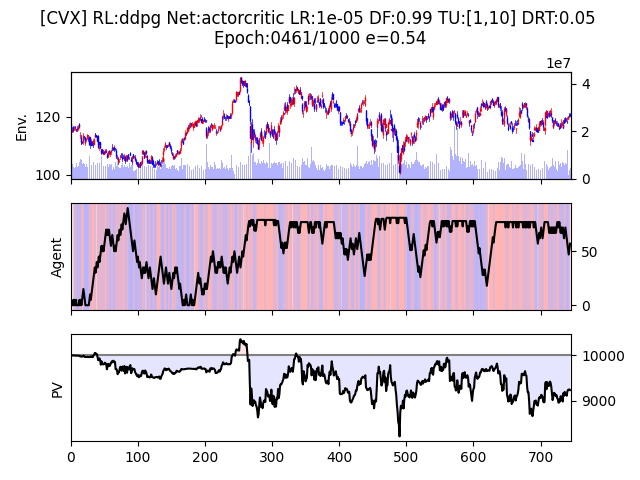 [CVX] RL:ddpg Net:actorcritic LR:1e-05 DF:0.99 TU:[1,10] DRT:0.05
Epoch:0461/1000 e=0.54
1e7
Env.
120
100
4
2
0
Agent
50
0
PV
10000
9000
0 100 200 300 400 500 600 700